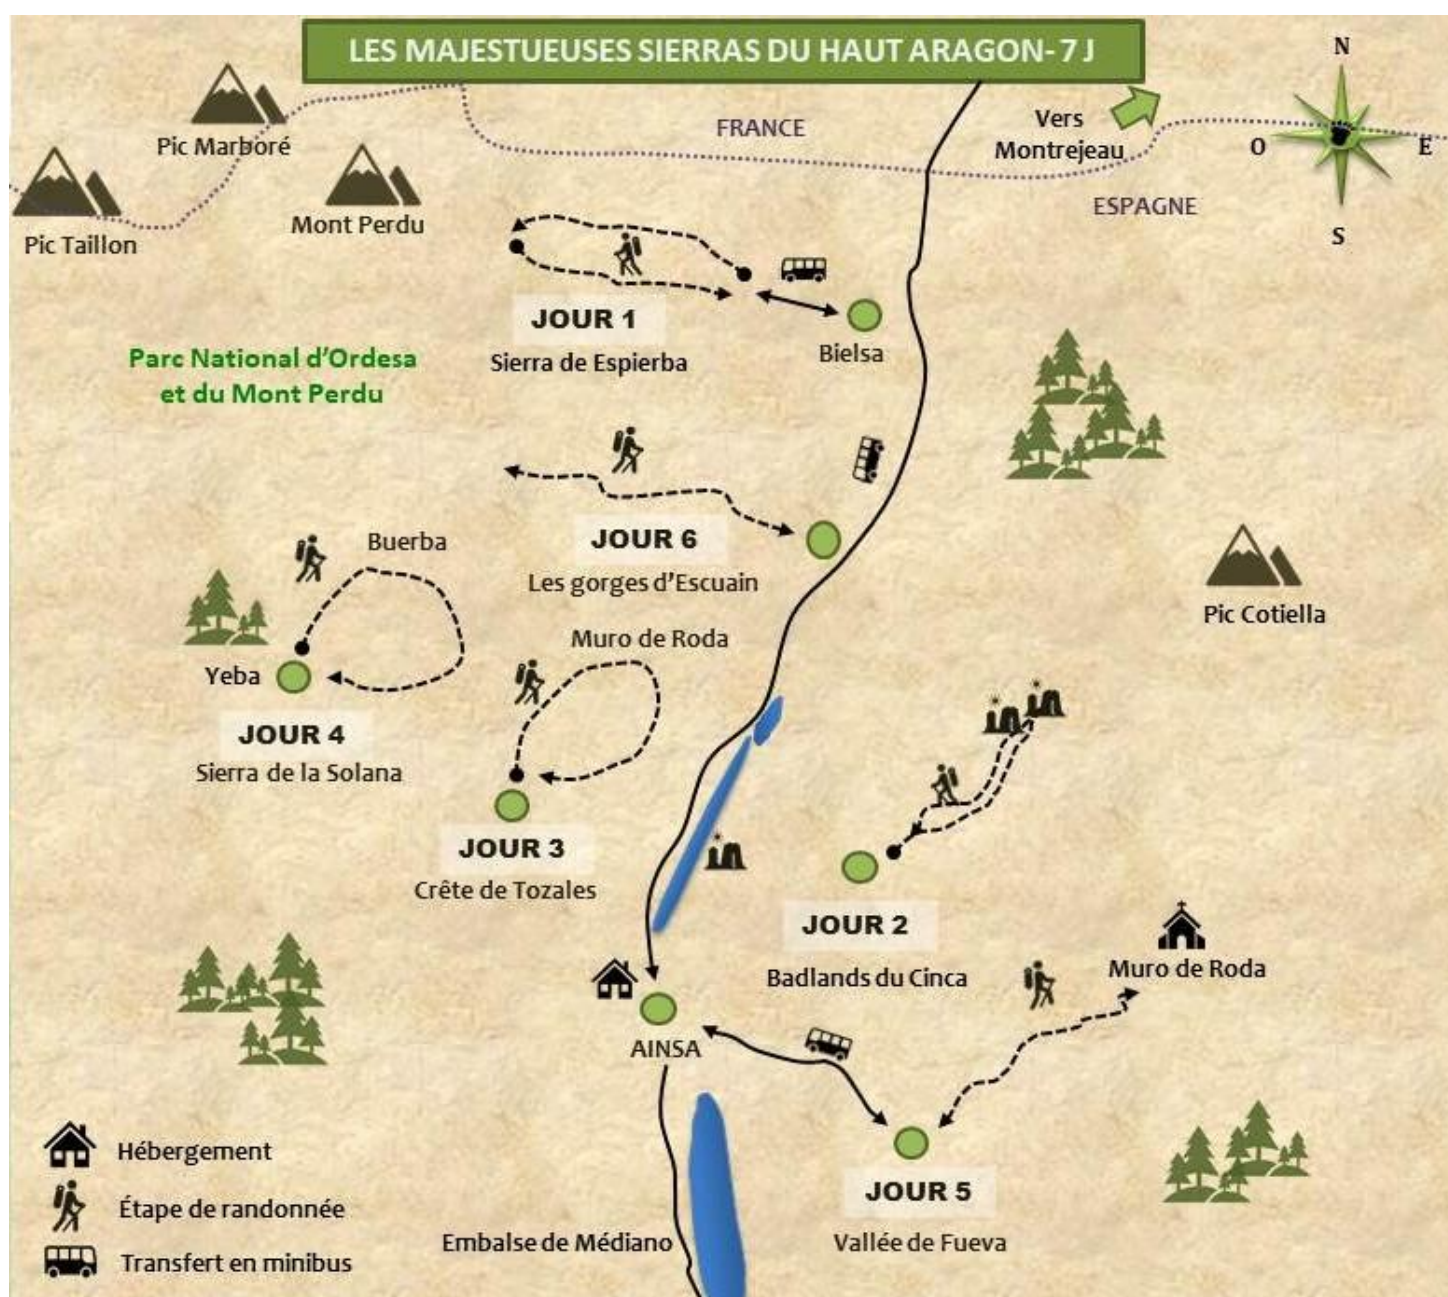 LES MAJESTUEUSES SIERRAS DU HAUT ARAGON- 7 J
N
Pic Marboré
FRANCE
Vers
Montrejeau
O
E
Pic Taillon
Mont Perdu
ESPAGNE
S
JOUR 1
Sierra de Espierba
Bielsa
Parc National d'Ordesa
et du Mont Perdu
JOUR 6
Les gorges d'Escuain
Buerba
Pic Cotiella
Muro de Roda
Yeba
JOUR 4
Sierra de la Solana
JOUR 3
Crête de Tozales
JOUR 2
Badlands du Cinca
Muro de Roda
AINSA
Hébergement
Étape de randonnée
Transfert en minibus
Embalse de Médiano
JOUR 5
Vallée de Fueva